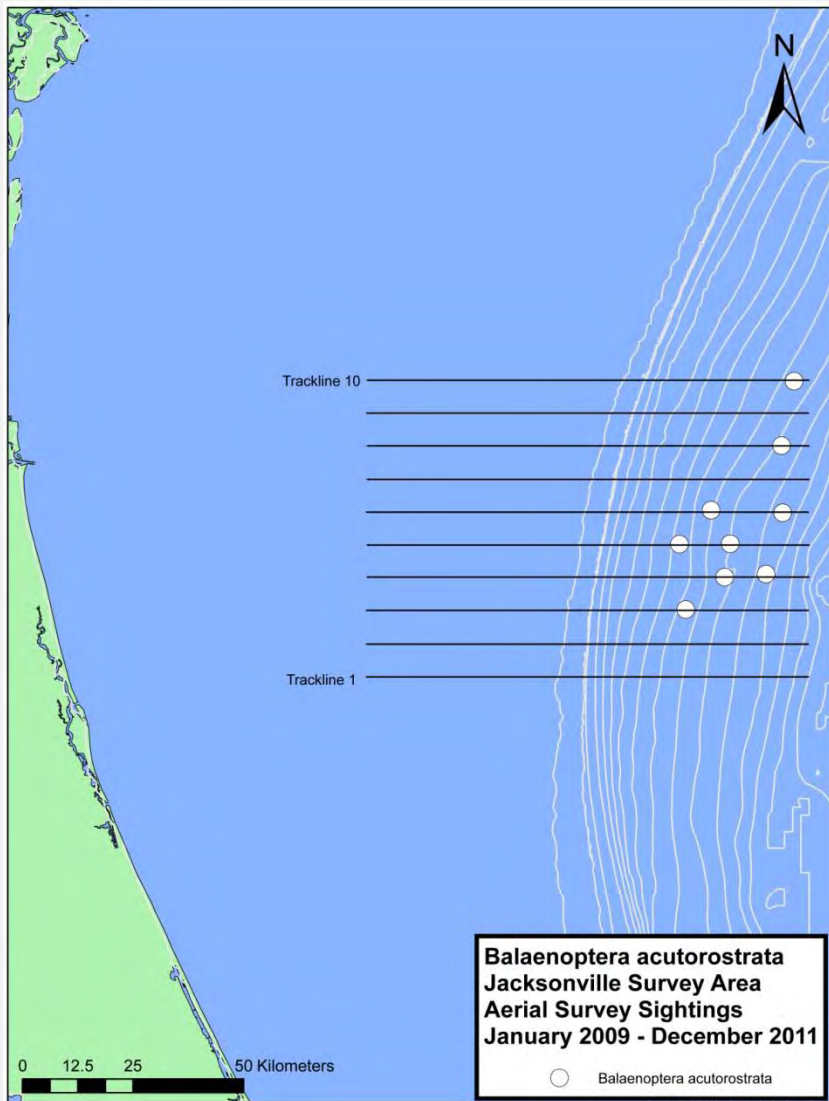 N
Trackline 10
Trackline 1
Balaenoptera acutorostrata
Jacksonville Survey Area
Aerial Survey Sightings
January 2009 - December 2011
Balaenoptera acutorostrata
0 12.5 25 50 Kilometers